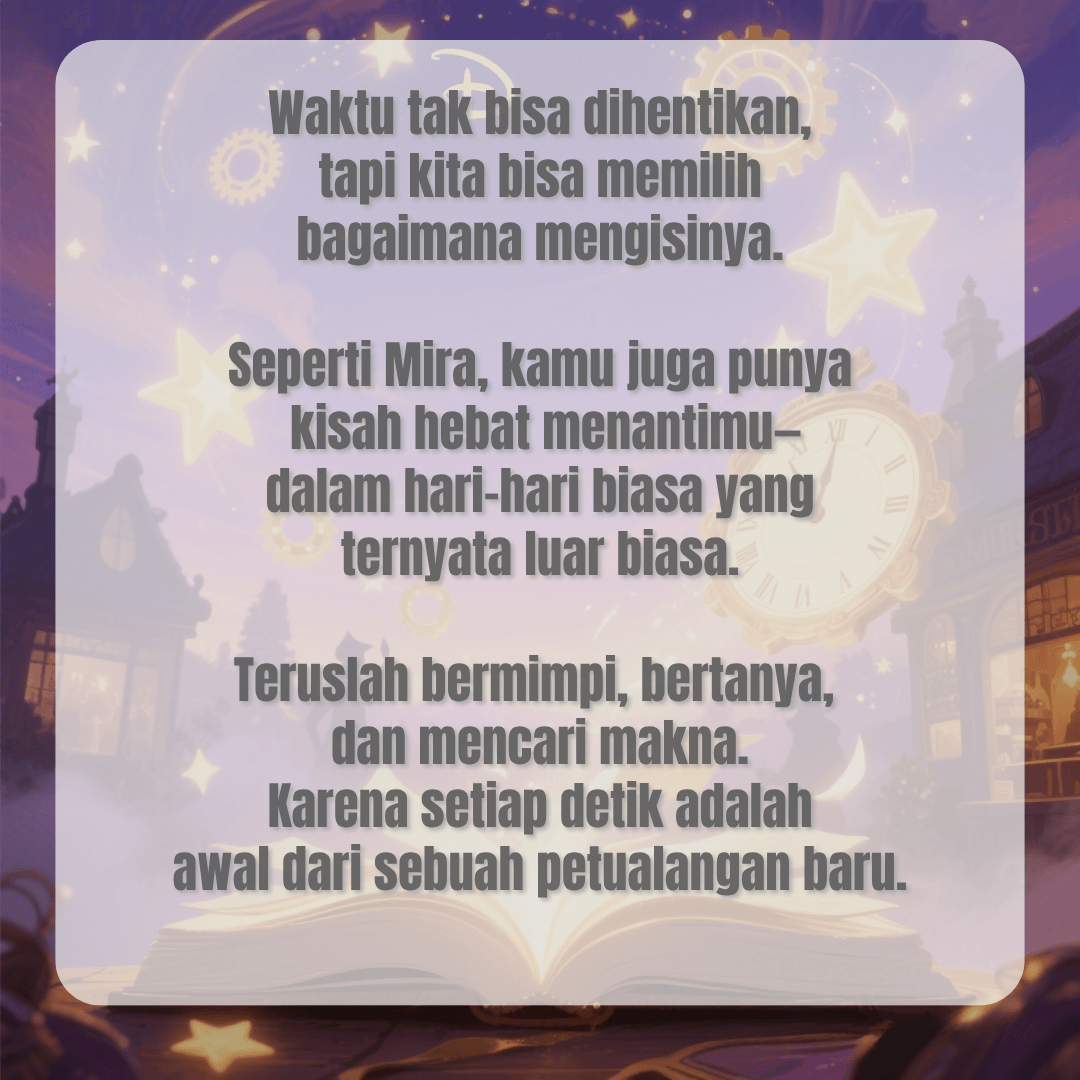 Waktu tak bisa dihentikan,
tapi kita bisa memilih
bagaimana mengisinya.
Seperti Mira, kamu juga punya
kisah hebat menantimu—
dalam hari-hari biasa yang
ternyata luar biasa.
Teruslah bermimpi, bertanya,
dan mencari makna.
Karena setiap detik adalah
awal dari sebuah petualangan baru.